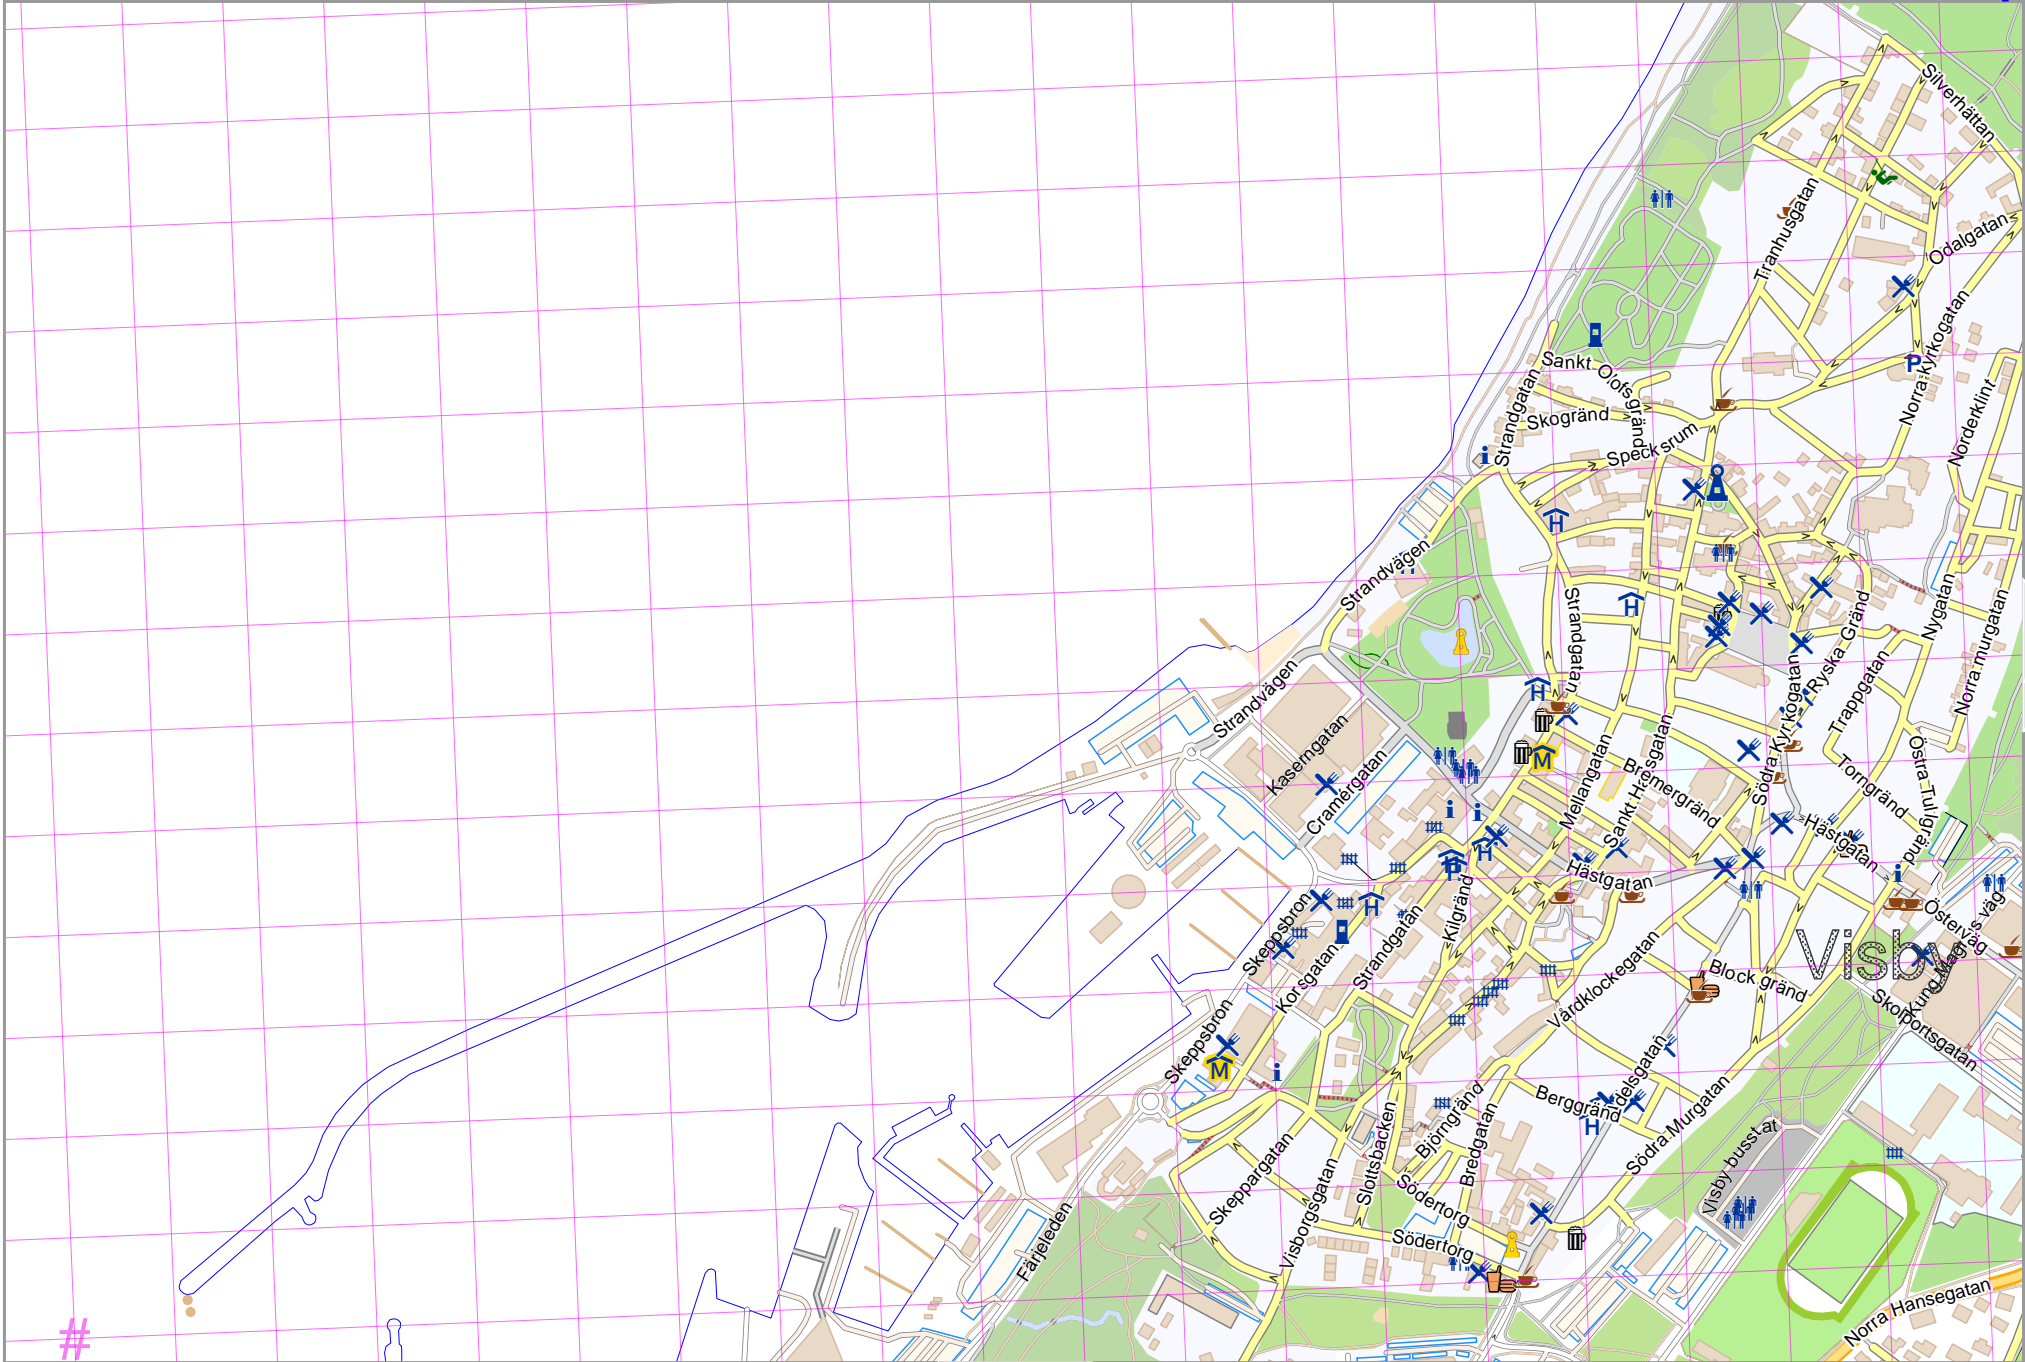 Silverhättan
Tranhusgatan
Odalgatan
Norra kyrkogatan
P
Sankt Olofsgränd
Strandgatan
Skogränd
Specksrum
Norderklint
i
H
Strandvägen
H
Strandgatan
Nygatan
Norra murgatan
Ryska Gränd
Trappgatan
Södra Kyrkogatan
Strandvägen
H
Kaserngatan
Cramérgatan
M
Mellangatan
Sankt Hansgatan
Bremergränd
Torngränd
Östra Tullgränd
i
i
H
H
Hästgatan
Hästgatan
i
H
Kilgränd
Skeppsbron
Korsgatan
Strandgatan
Vårdklockegatan
Block gränd
Visby
Österväg
Kung Magnus väg
Skolportsgatan
Skeppsbron
M
i
Berggränd
H
Södra Murgatan
Björngränd
Bredgatan
Slottsbacken
Skeppargatan
Visborgsgatan
Södertorg
Södertorg
Visby busst.at
Färjeleden
Norra Hansegatan
#